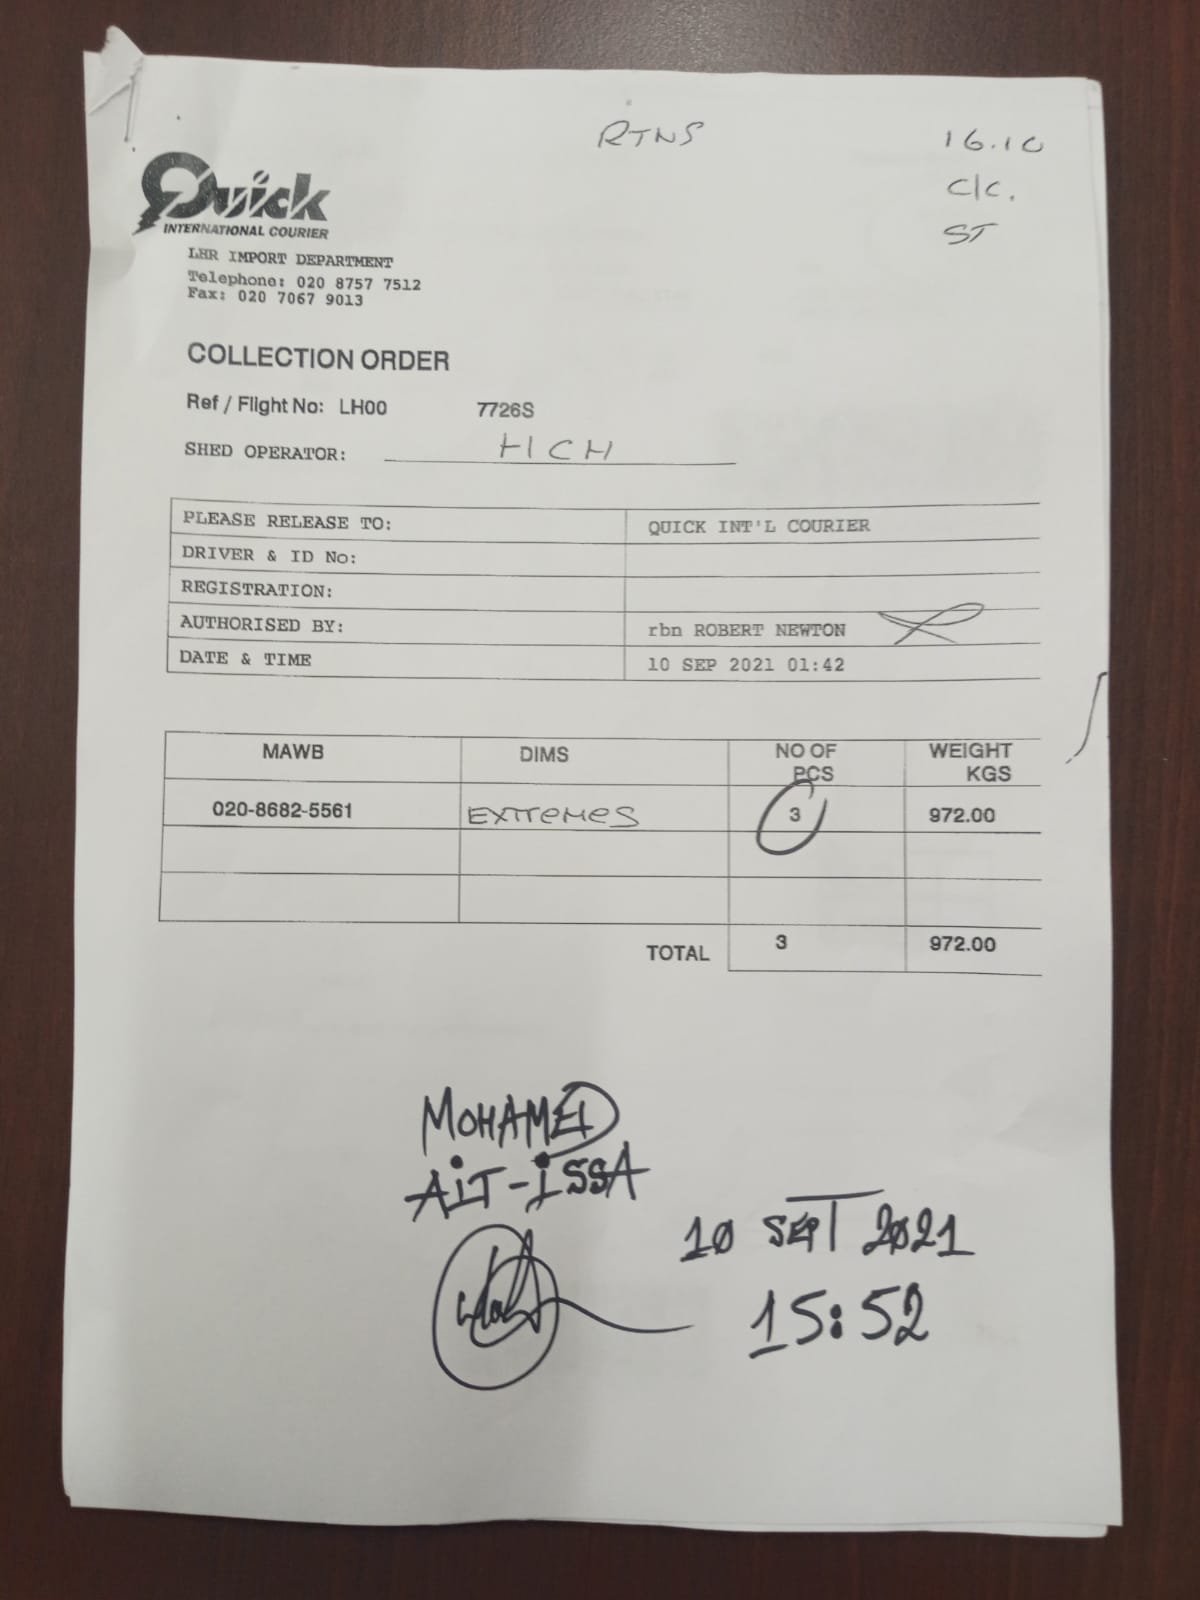 RTNS
16.10
C/C.
ST
Quick
INTERNATIONAL COURIER
LHR IMPORT DEPARTMENT
Telephone: 020 8757 7512
Fax: 020 7067 9013
COLLECTION ORDER
Ref / Flight No: LH00 7726S
SHED OPERATOR: HCH
PLEASE RELEASE TO: QUICK INT'L COURIER
DRIVER & ID No:
REGISTRATION:
AUTHORISED BY: rbn ROBERT NEWTON
DATE & TIME 10 SEP 2021 01:42
MAWB DIMS NO OF PCS WEIGHT KGS
020-8682-5561 EXTREMES 3 972.00
TOTAL 3 972.00
MOHAMED
AIT-ISSA
10 SEPT 2021
15:52